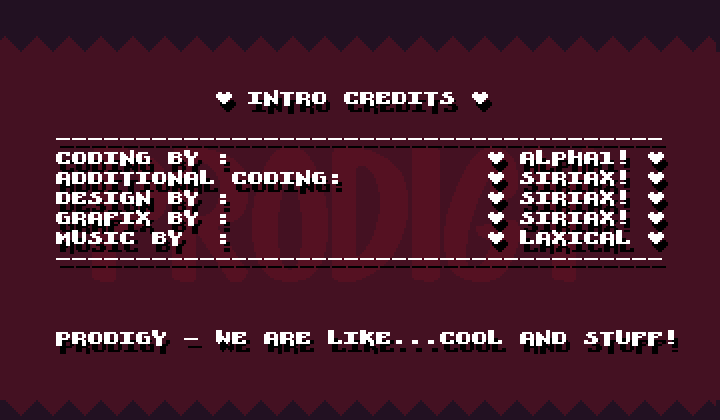 ♥ INTRO CREDITS ♥
CODING BY : ♥ ALPHA1! ♥
ADDITIONAL CODING: ♥ SIRIAX! ♥
DESIGN BY : ♥ SIRIAX! ♥
GRAFIX BY : ♥ SIRIAX! ♥
MUSIC BY : ♥ LAXICAL ♥
PRODIGY
PRODIGY - WE ARE LIKE...COOL AND STUFF!